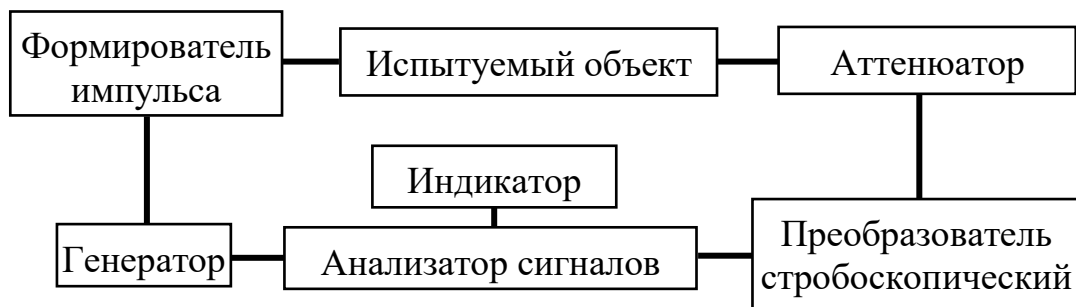 Формирователь
импульса
Испытуемый объект
Аттенюатор
Индикатор
Генератор
Анализатор сигналов
Преобразователь
стробоскопический